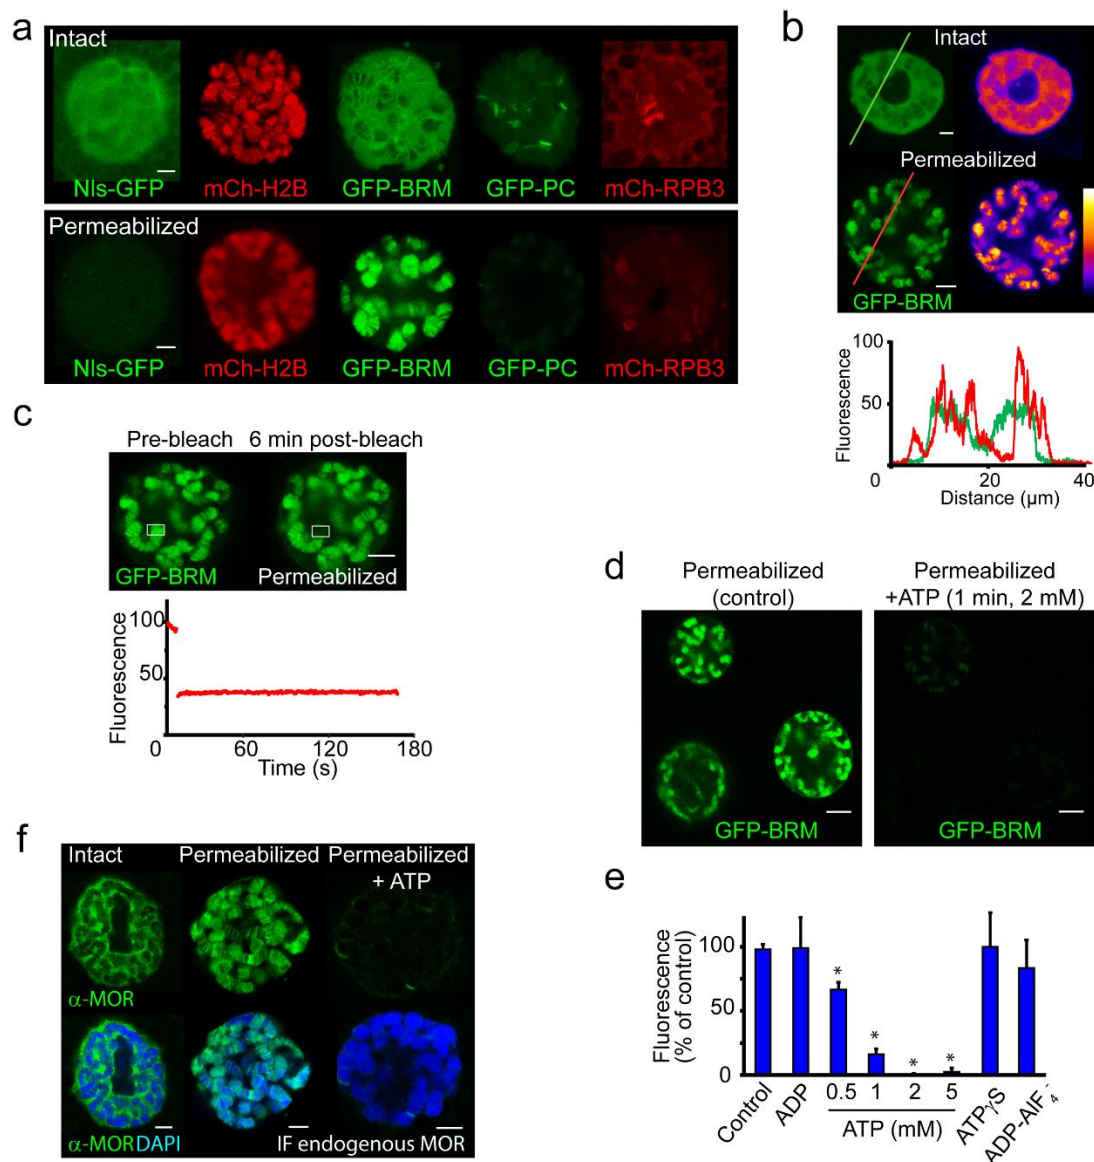 a
Intact
Nls-GFP mCh-H2B GFP-BRM GFP-PC mCh-RPB3
Permeabilized
Nls-GFP mCh-H2B GFP-BRM GFP-PC mCh-RPB3
b
Intact
Permeabilized
GFP-BRM
Fluorescence
100
50
0
20
40
Distance (µm)
c
Pre-bleach 6 min post-bleach
GFP-BRM Permeabilized
Fluorescence
100
50
0 60 120 180
Time (s)
d
Permeabilized
(control)
Permeabilized
+ATP (1 min, 2 mM)
GFP-BRM
GFP-BRM
e
Fluorescence
(% of control)
100
50
0
* * * *
Control
ADP
0.5 1 2 5
ATP (mM)
ATPγS
ADP-AlF₄⁻
f
Intact Permeabilized Permeabilized
+ ATP
α-MOR
α-MOR DAPI
IF endogenous MOR